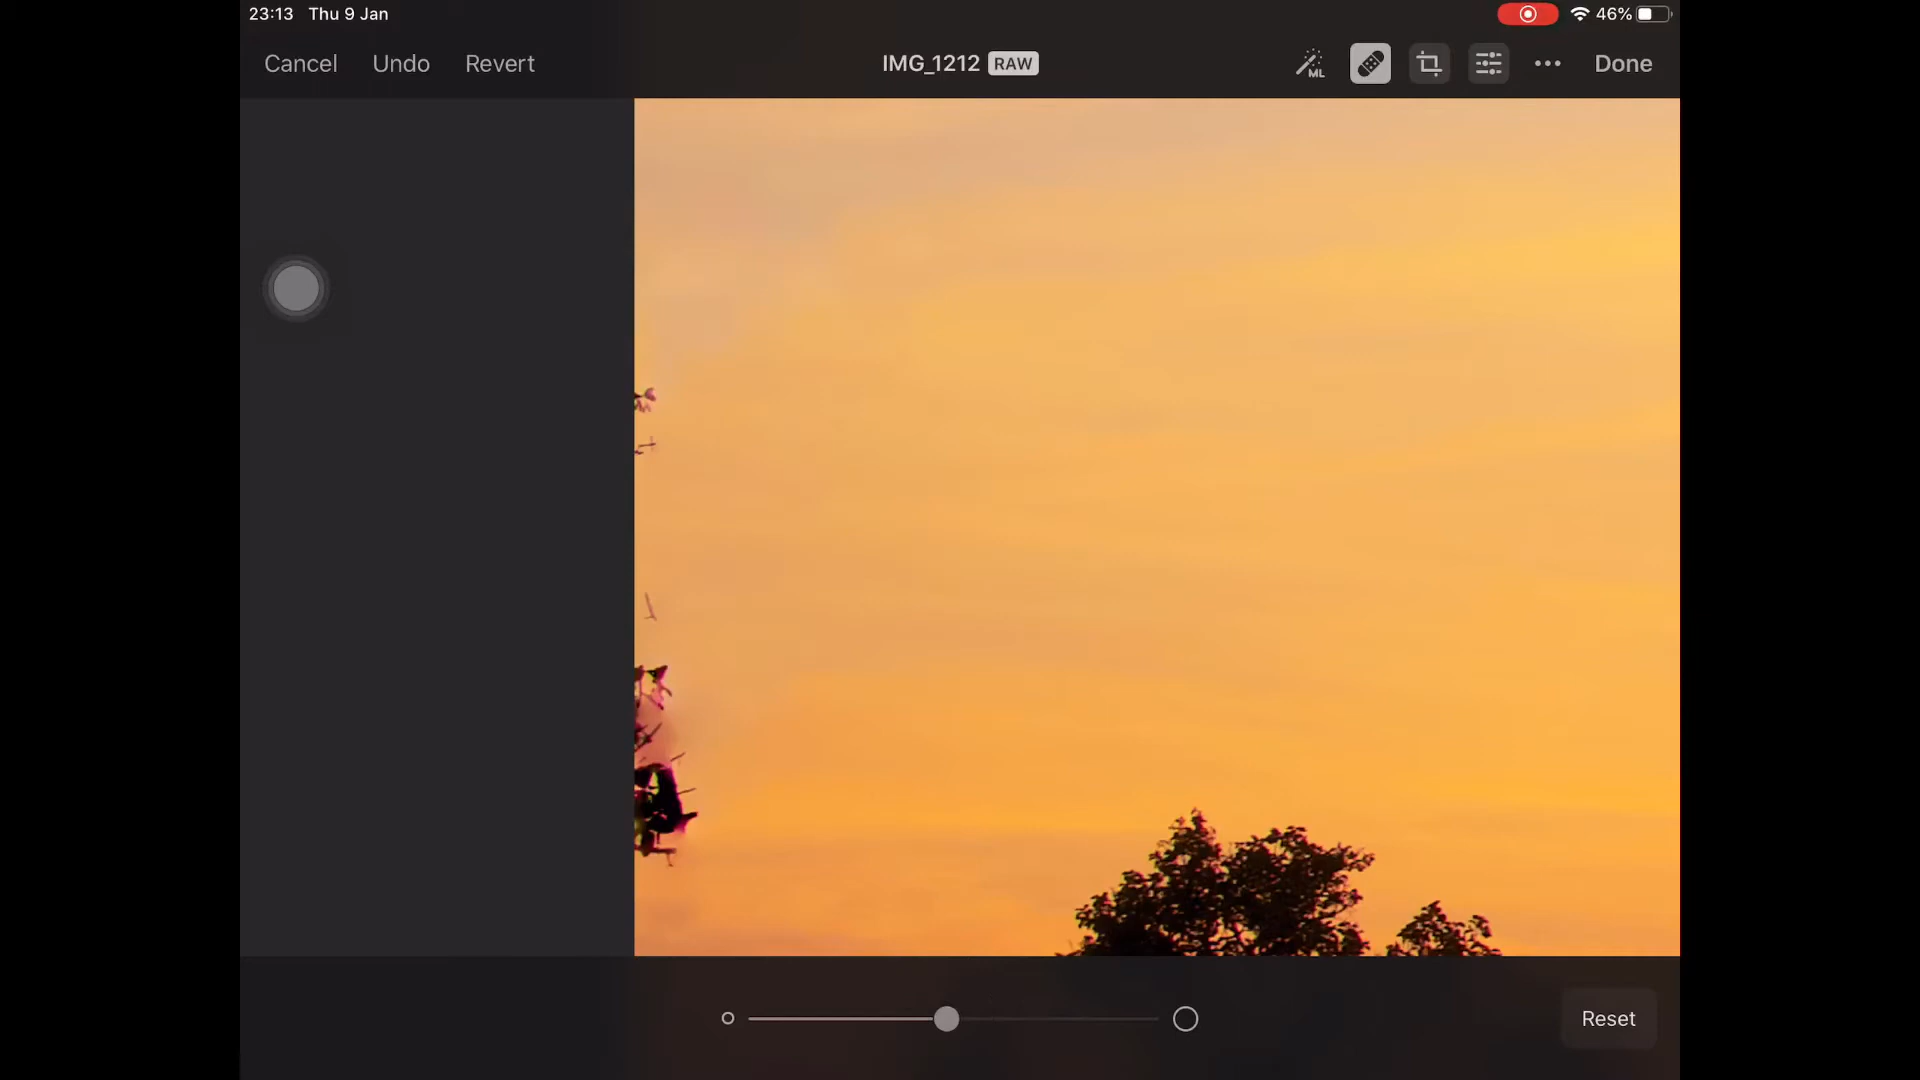 23:13 Thu 9 Jan 46%
Cancel Undo Revert IMG_1212 RAW ML Done
Reset